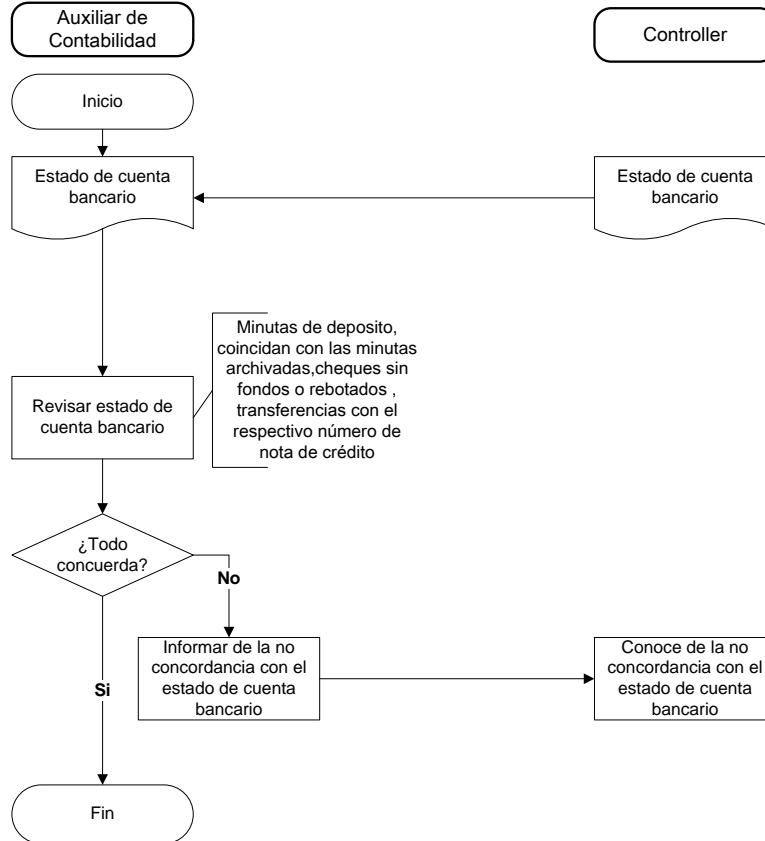 Auxiliar de
Contabilidad
Controller
Inicio
Estado de cuenta
bancario
Estado de cuenta
bancario
Minutas de deposito,
coincidan con las minutas
archivadas,cheques sin
fondos o rebotados ,
transferencias con el
respectivo número de
nota de crédito
Revisar estado de
cuenta bancario
¿Todo
concuerda?
No
Informar de la no
concordancia con el
estado de cuenta
bancario
Conoce de la no
concordancia con el
estado de cuenta
bancario
Si
Fin